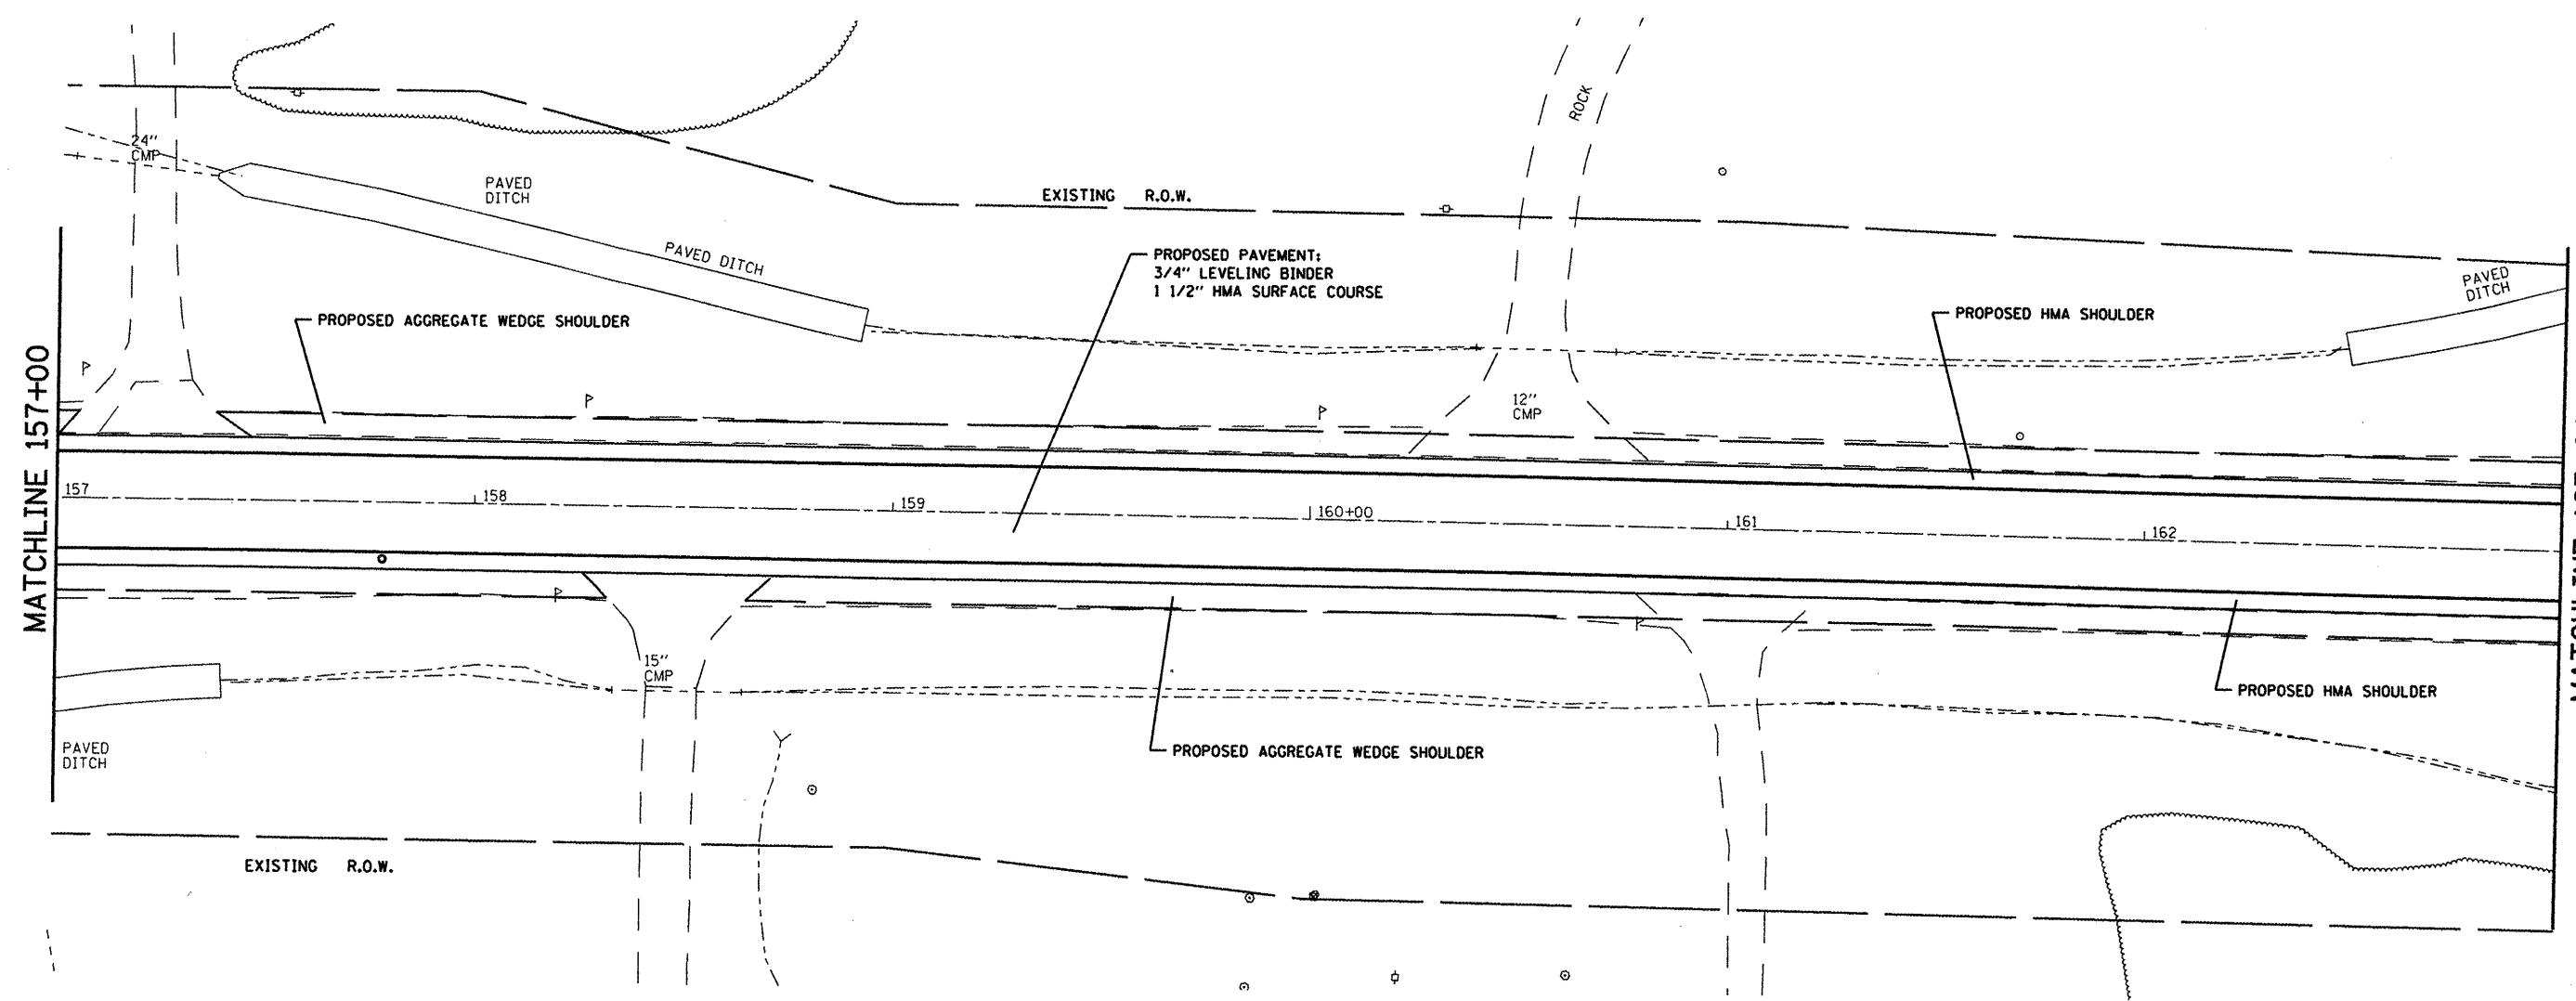 24"
CMP
PAVED
DITCH
ROCK
EXISTING R.O.W.
PAVED DITCH
PROPOSED PAVEMENT:
3/4" LEVELING BINDER
1 1/2" HMA SURFACE COURSE
PAVED
DITCH
PROPOSED AGGREGATE WEDGE SHOULDER
PROPOSED HMA SHOULDER
MATCHLINE 157+00
12"
CMP
157
158
159
160+00
161
162
15"
CMP
PROPOSED HMA SHOULDER
PAVED
DITCH
PROPOSED AGGREGATE WEDGE SHOULDER
EXISTING R.O.W.